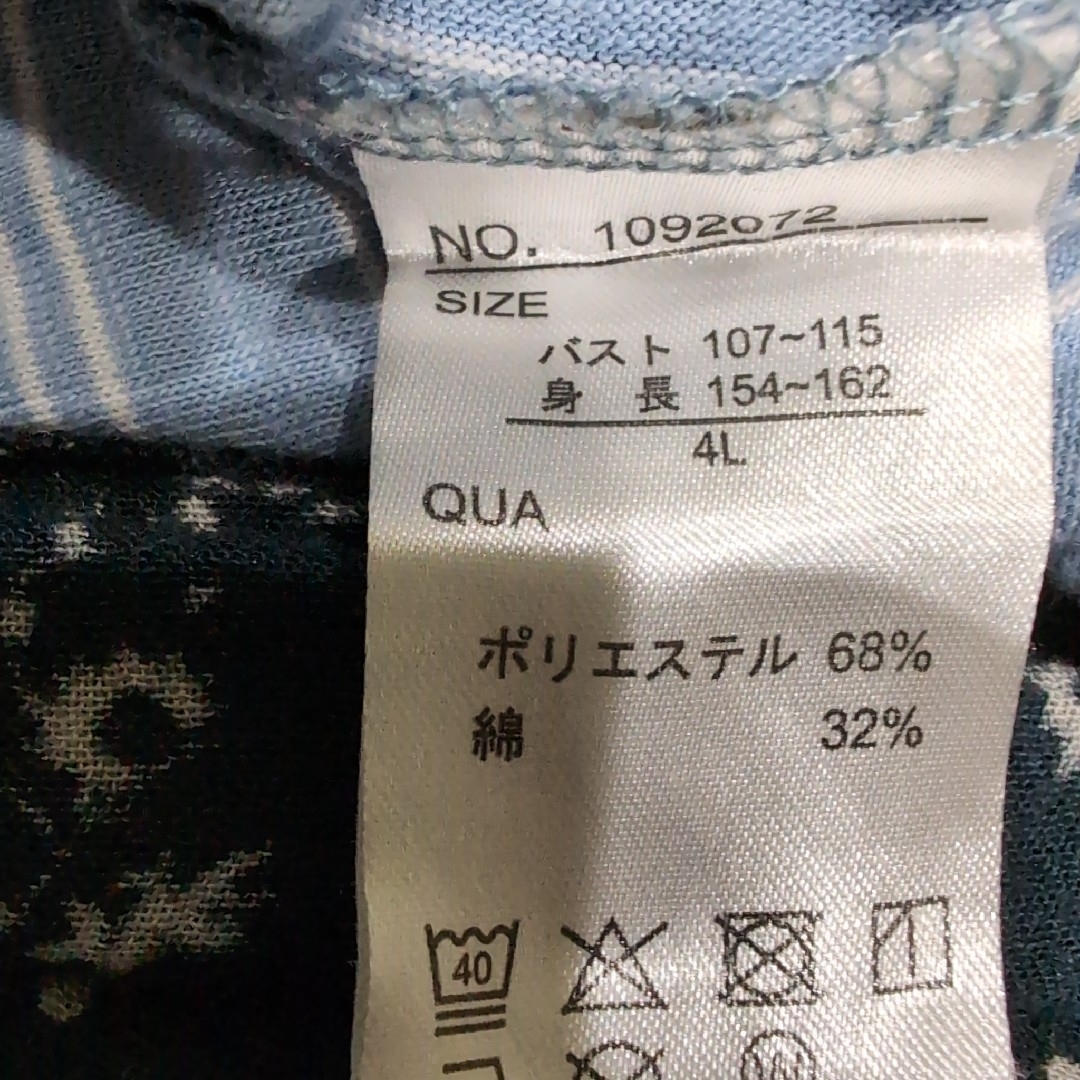 NO. 1092072
SIZE
バスト 107~115
身 長 154~162
4L
QUA
ポリエステル 68%
綿 32%
40